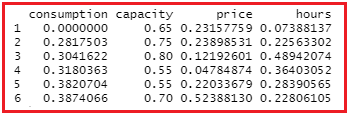 consumption capacity price hours
1 0.0000000 0.65 0.23157759 0.07388137
2 0.2817503 0.75 0.23898531 0.22563302
3 0.3041622 0.80 0.12192601 0.48942074
4 0.3180363 0.55 0.04784874 0.36403052
5 0.3820704 0.55 0.22033679 0.28390565
6 0.3874066 0.70 0.52388130 0.22806105